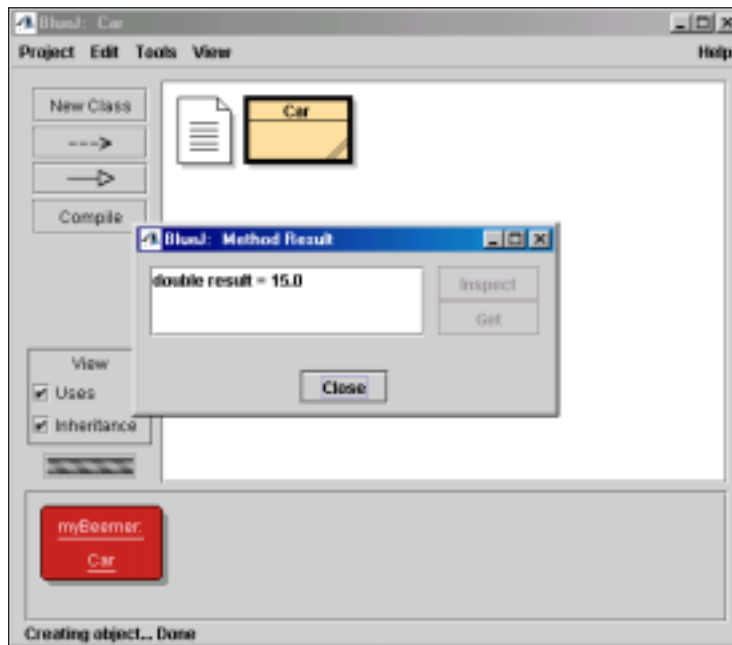 BlueJ: Car
Project Edit Tools View Help
New Class
Compile
Car
BlueJ: Method Result
double result = 15.0
Inspect
Get
Close
View
Uses
Inheritance
myBeemer:
Car
Creating object... Done